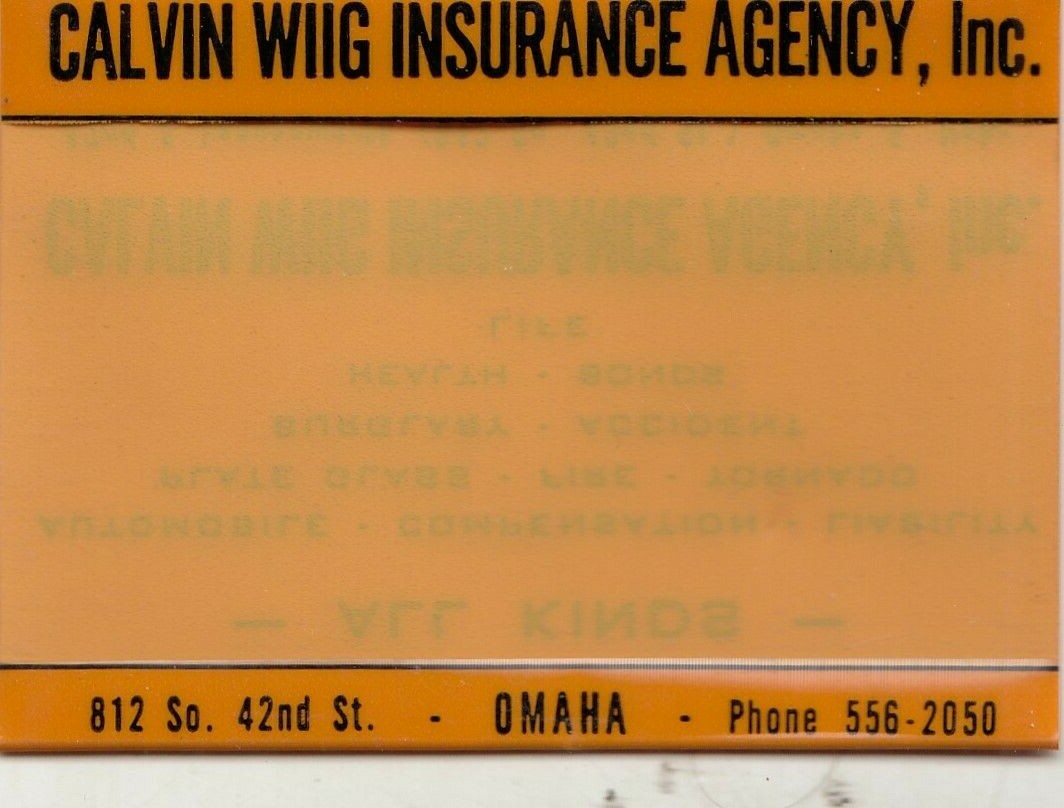 CALVIN WIIG INSURANCE AGENCY, Inc.
CALVIN WIIG INSURANCE AGENCY, Inc.
LIFE
HEALTH - BONDS
BURGLARY - ACCIDENT
PLATE GLASS - FIRE - TORNADO
AUTOMOBILE - COMPENSATION - LIABILITY
— ALL KINDS —
812 So. 42nd St. - OMAHA - Phone 556-2050